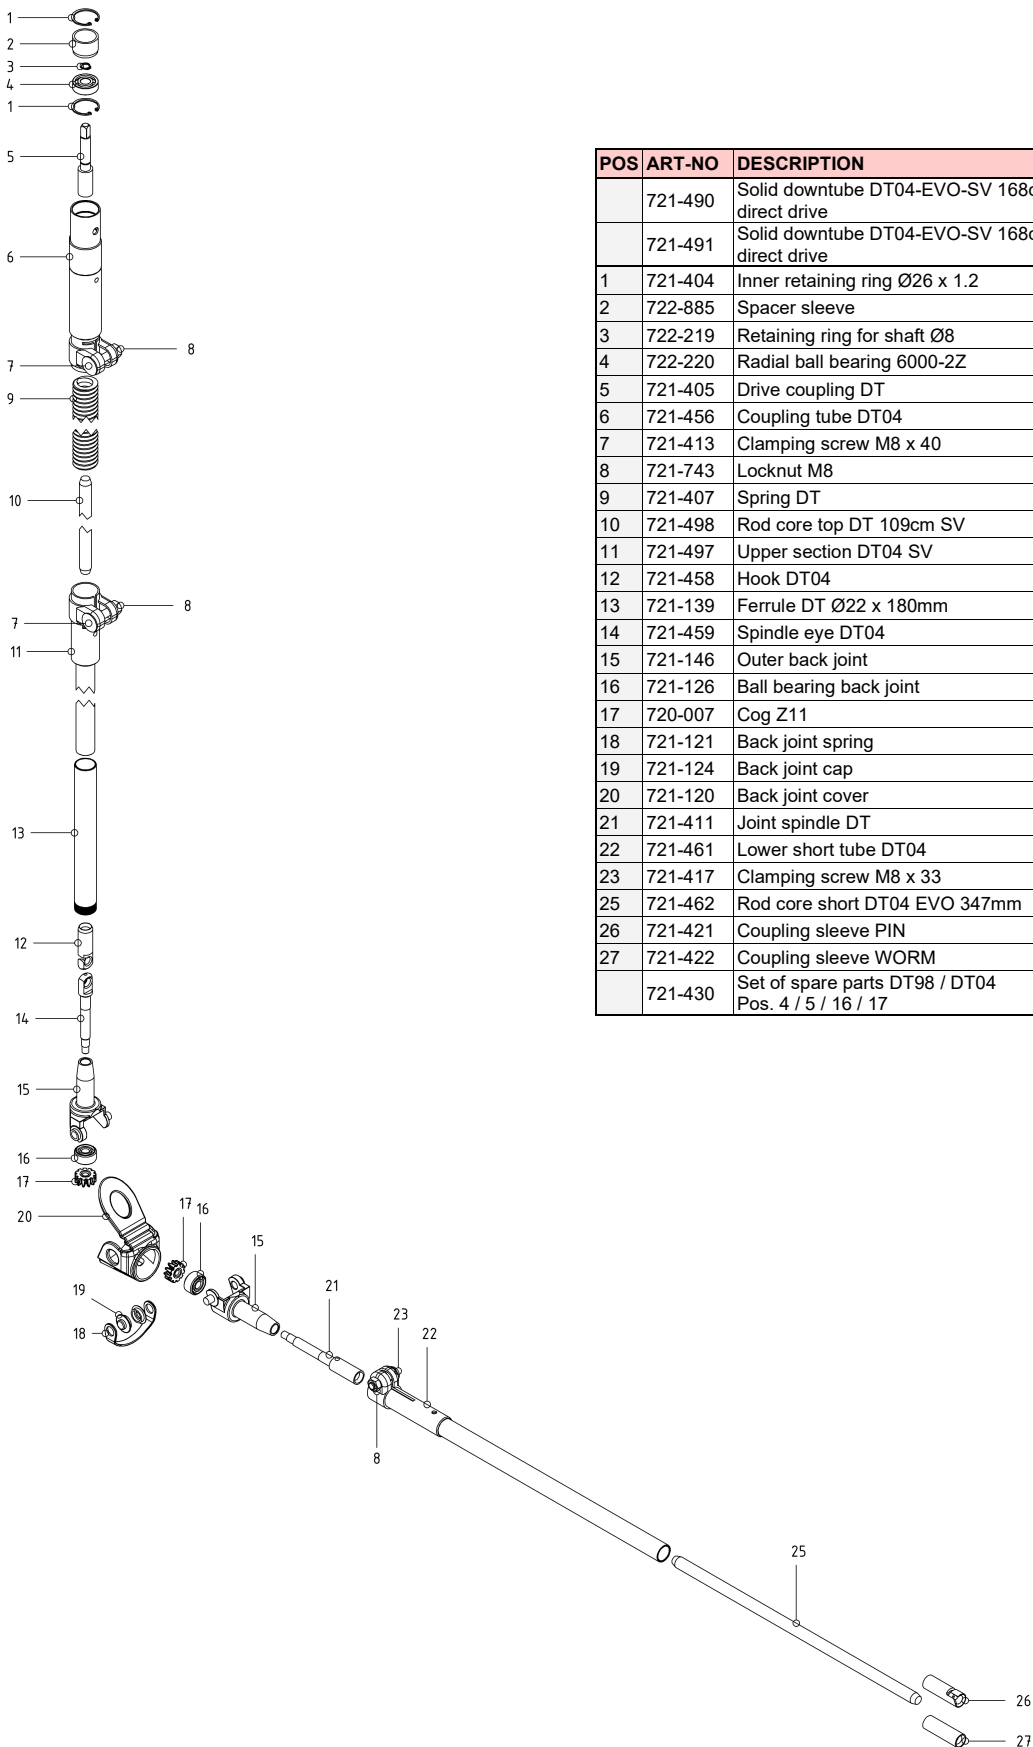 1
2
3
4
1
5
6
8
7
9
10
8
7
11
13
12
14
15
16
17
20
17 16
15
19
18
21
23
22
8
25
26
27
POS ART-NO DESCRIPTION
721-490 Solid downtube DT04-EVO-SV 168
direct drive
721-491 Solid downtube DT04-EVO-SV 168
direct drive
1 721-404 Inner retaining ring Ø26 x 1.2
2 722-885 Spacer sleeve
3 722-219 Retaining ring for shaft Ø8
4 722-220 Radial ball bearing 6000-2Z
5 721-405 Drive coupling DT
6 721-456 Coupling tube DT04
7 721-413 Clamping screw M8 x 40
8 721-743 Locknut M8
9 721-407 Spring DT
10 721-498 Rod core top DT 109cm SV
11 721-497 Upper section DT04 SV
12 721-458 Hook DT04
13 721-139 Ferrule DT Ø22 x 180mm
14 721-459 Spindle eye DT04
15 721-146 Outer back joint
16 721-126 Ball bearing back joint
17 720-007 Cog Z11
18 721-121 Back joint spring
19 721-124 Back joint cap
20 721-120 Back joint cover
21 721-411 Joint spindle DT
22 721-461 Lower short tube DT04
23 721-417 Clamping screw M8 x 33
25 721-462 Rod core short DT04 EVO 347mm
26 721-421 Coupling sleeve PIN
27 721-422 Coupling sleeve WORM
721-430 Set of spare parts DT98 / DT04
Pos. 4 / 5 / 16 / 17